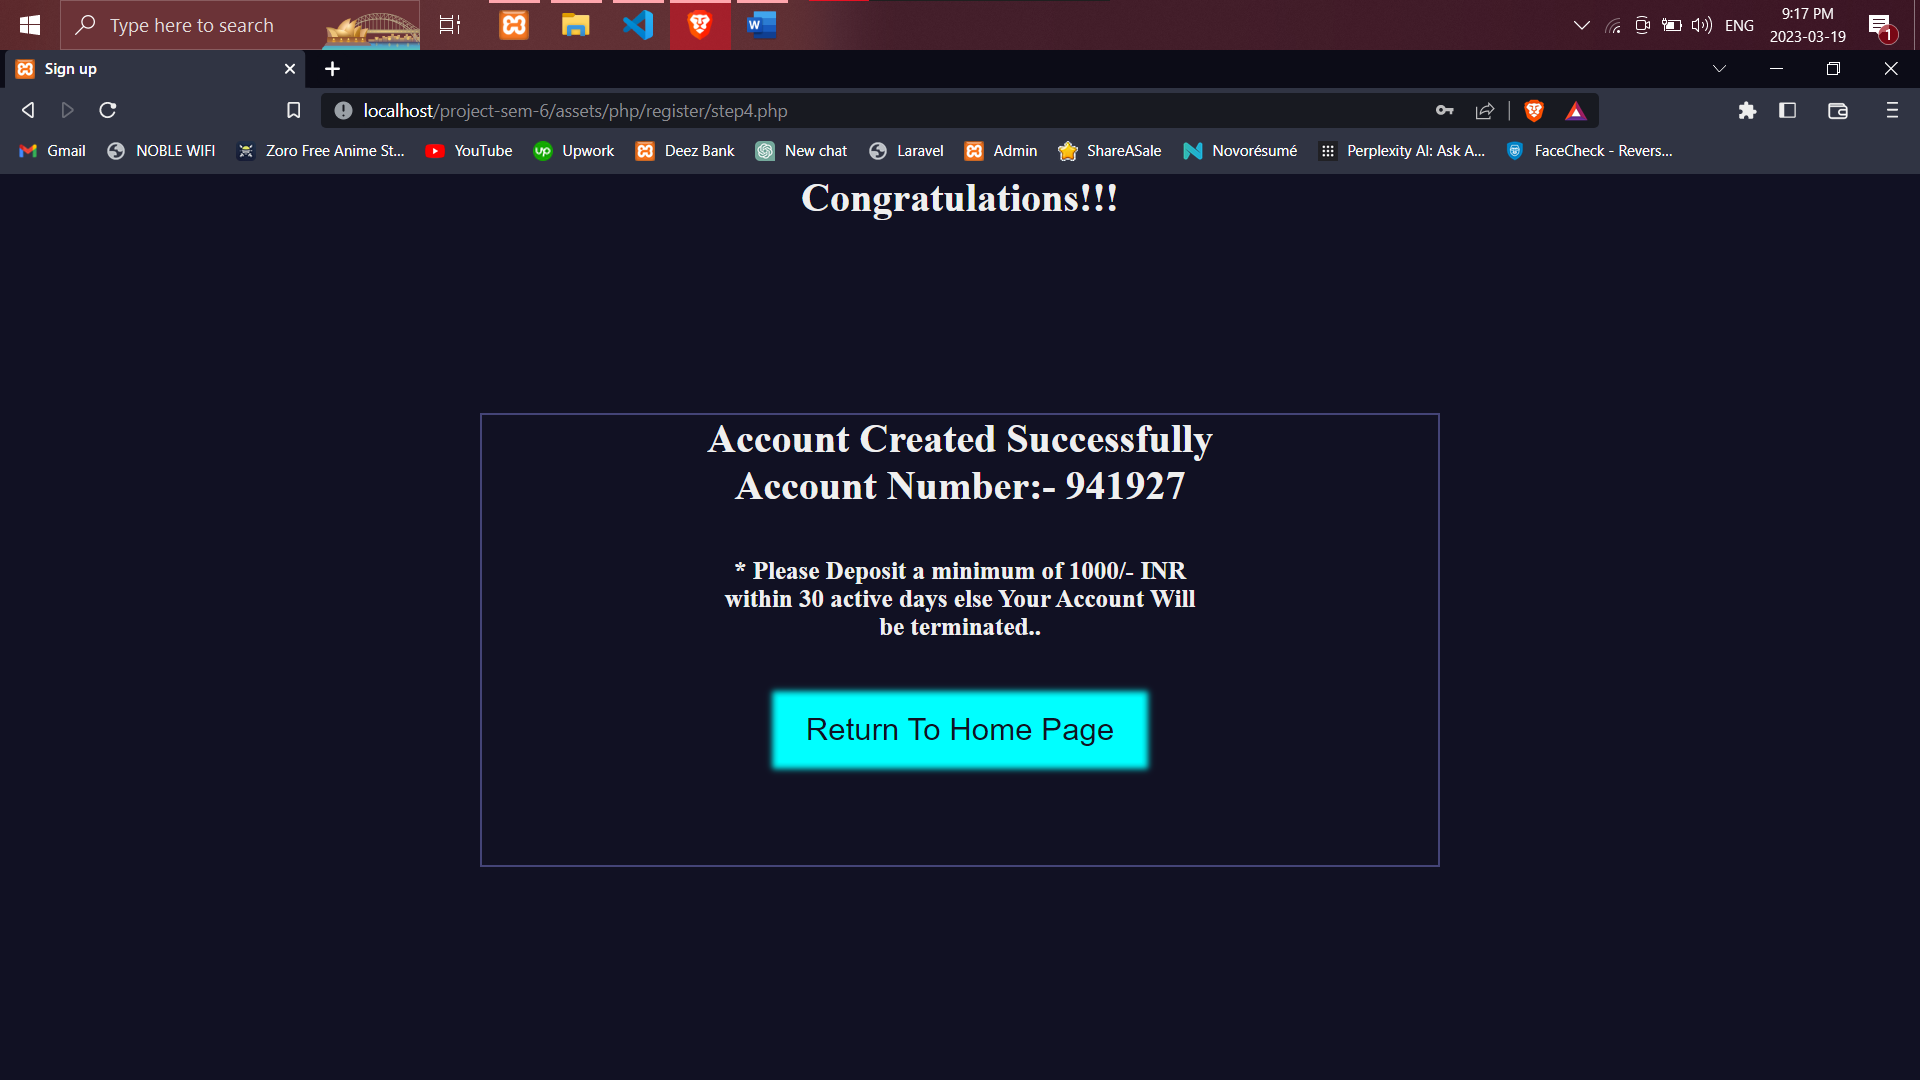 Type here to search
ENG
9:17 PM
2023-03-19
1
Sign up
localhost/project-sem-6/assets/php/register/step4.php
Gmail NOBLE WIFI Zoro Free Anime St... YouTube Upwork Deez Bank New chat Laravel Admin ShareASale Novorésumé Perplexity AI: Ask A... FaceCheck - Revers...
Congratulations!!!
Account Created Successfully
Account Number:- 941927
* Please Deposit a minimum of 1000/- INR
within 30 active days else Your Account Will
be terminated..
Return To Home Page